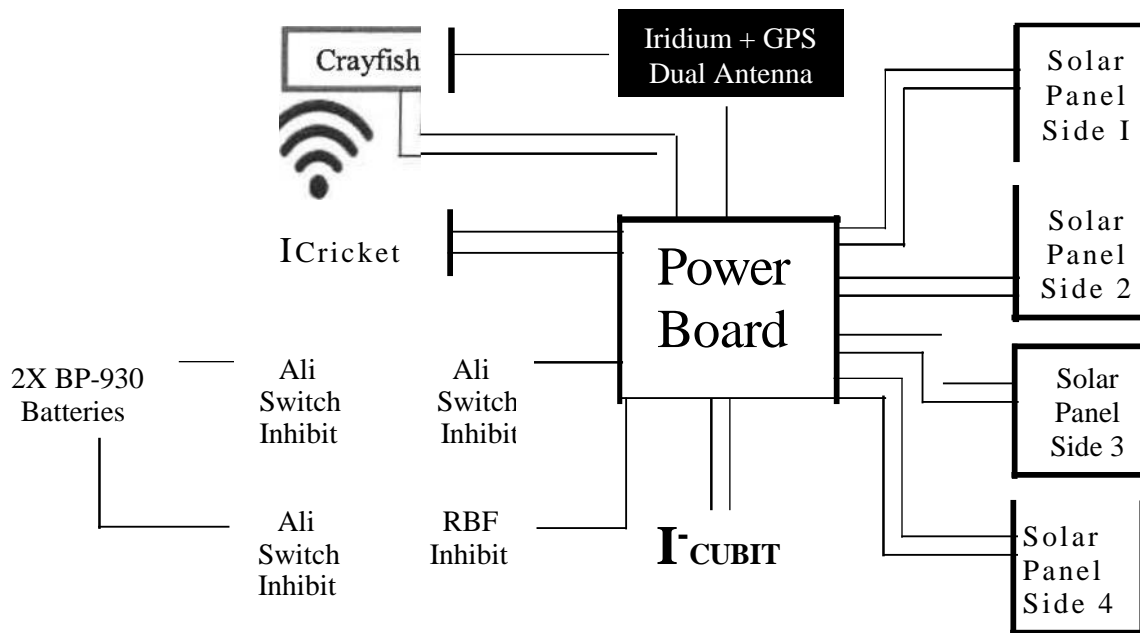 Crayfish
Iridium + GPS
Dual Antenna
Solar
Panel
Side I
ICricket
Power
Board
Solar
Panel
Side 2
2X BP-930
Batteries
Ali
Switch
Inhibit
Ali
Switch
Inhibit
Solar
Panel
Side 3
Ali
Switch
Inhibit
RBF
Inhibit
I-CUBIT
Solar
Panel
Side 4